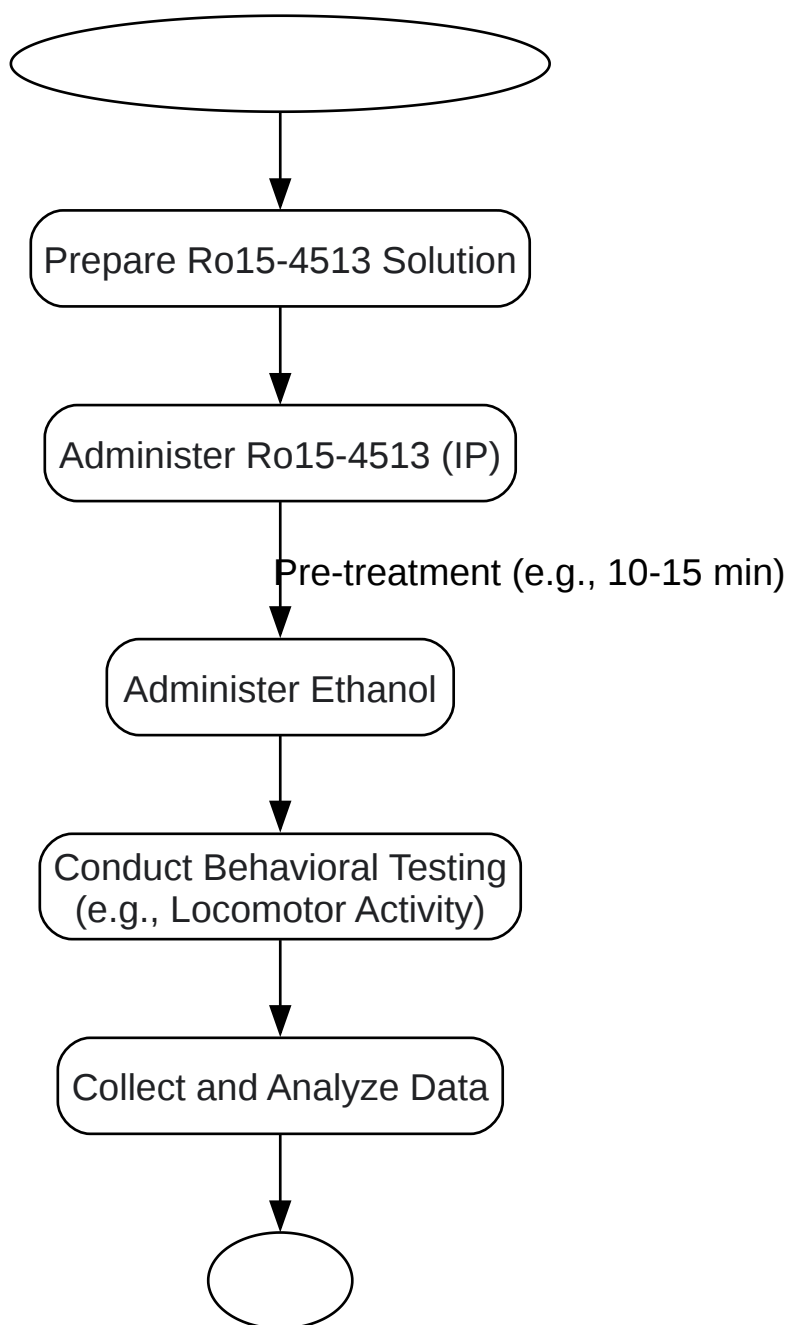 Prepare Ro15-4513 Solution
Administer Ro15-4513 (IP)
Pre-treatment (e.g., 10-15 min)
Administer Ethanol
Conduct Behavioral Testing
(e.g., Locomotor Activity)
Collect and Analyze Data